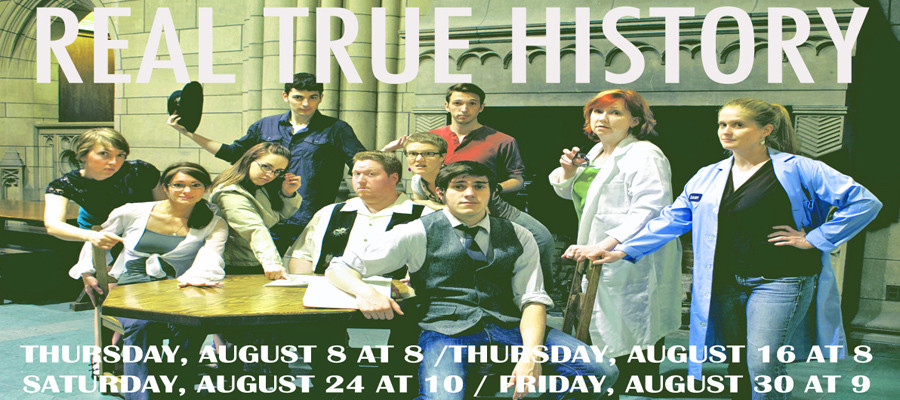 REAL TRUE HISTORY
THURSDAY, AUGUST 8 AT 8 /THURSDAY, AUGUST 16 AT 8
SATURDAY, AUGUST 24 AT 10 / FRIDAY, AUGUST 30 AT 9